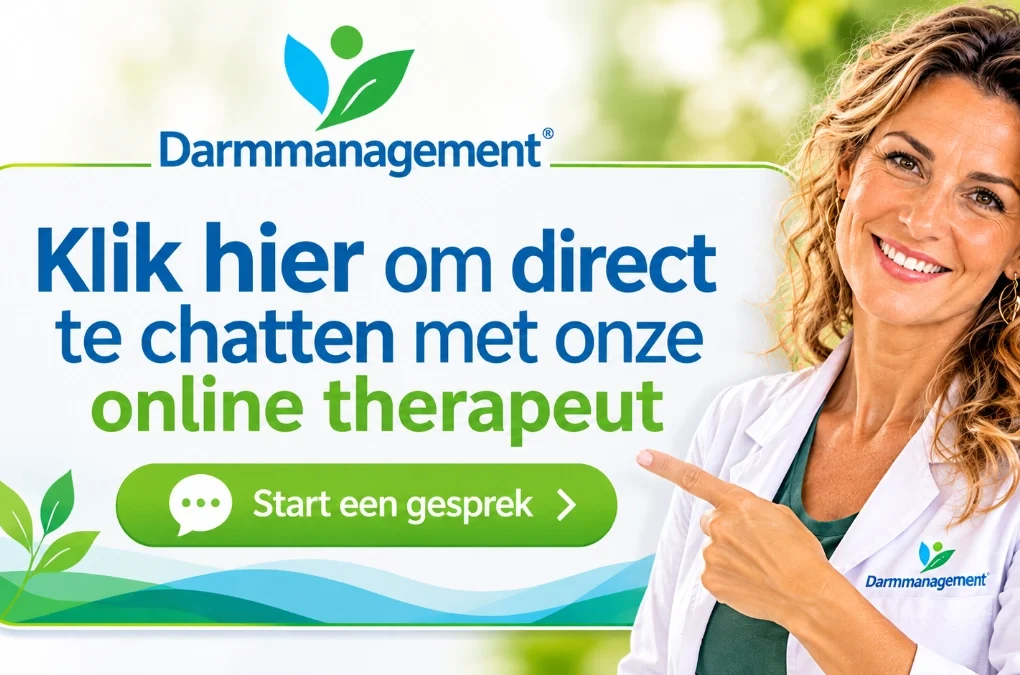 Darmmanagement®
Klik hier om direct
te chatten met onze
online therapeut
Start een gesprek
Darmmanagement®